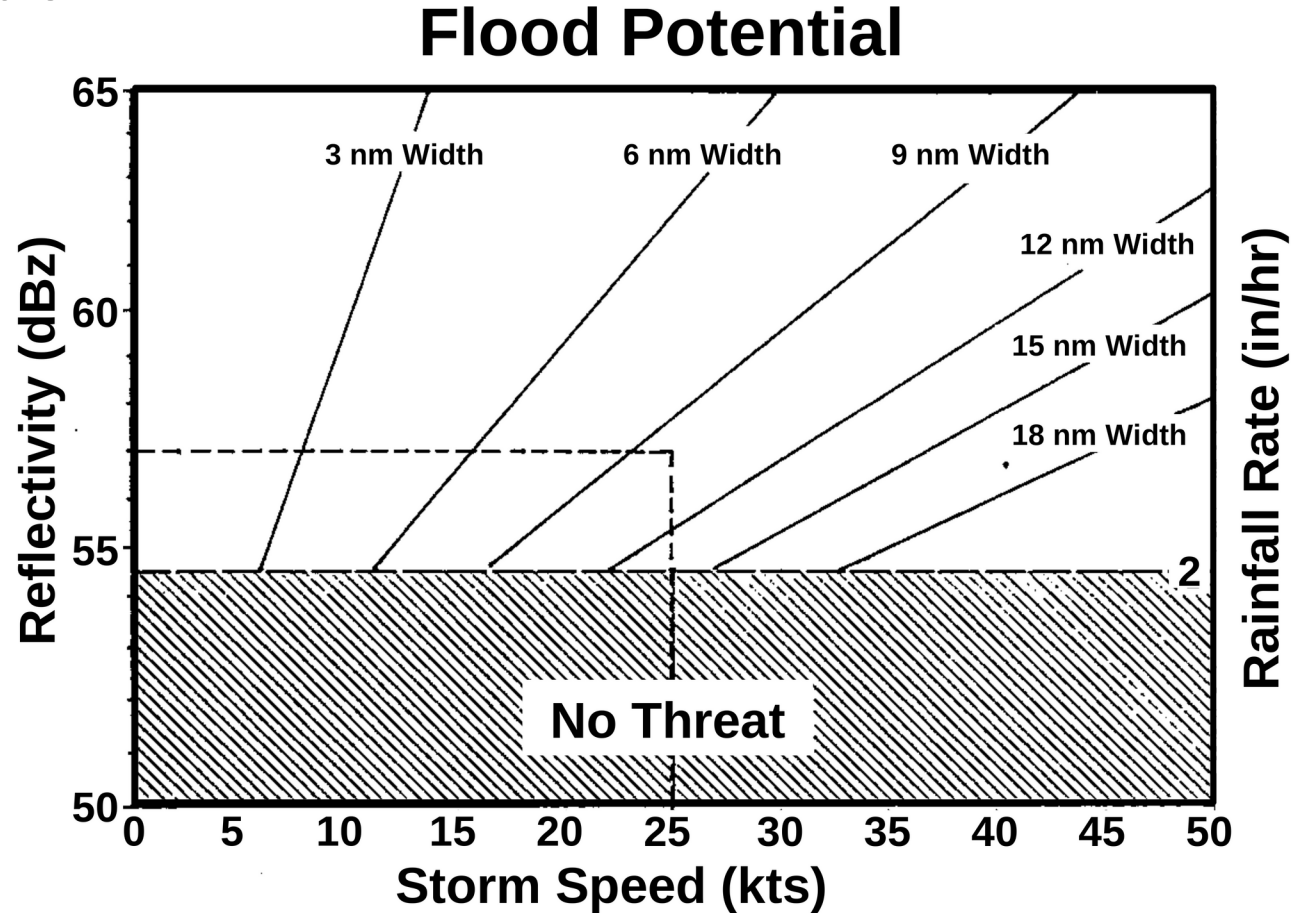 Flood Potential
65
60
55
50
Reflectivity (dBz)
3 nm Width
6 nm Width
9 nm Width
12 nm Width
15 nm Width
18 nm Width
2
No Threat
Rainfall Rate (in/hr)
0 5 10 15 20 25 30 35 40 45 50
Storm Speed (kts)